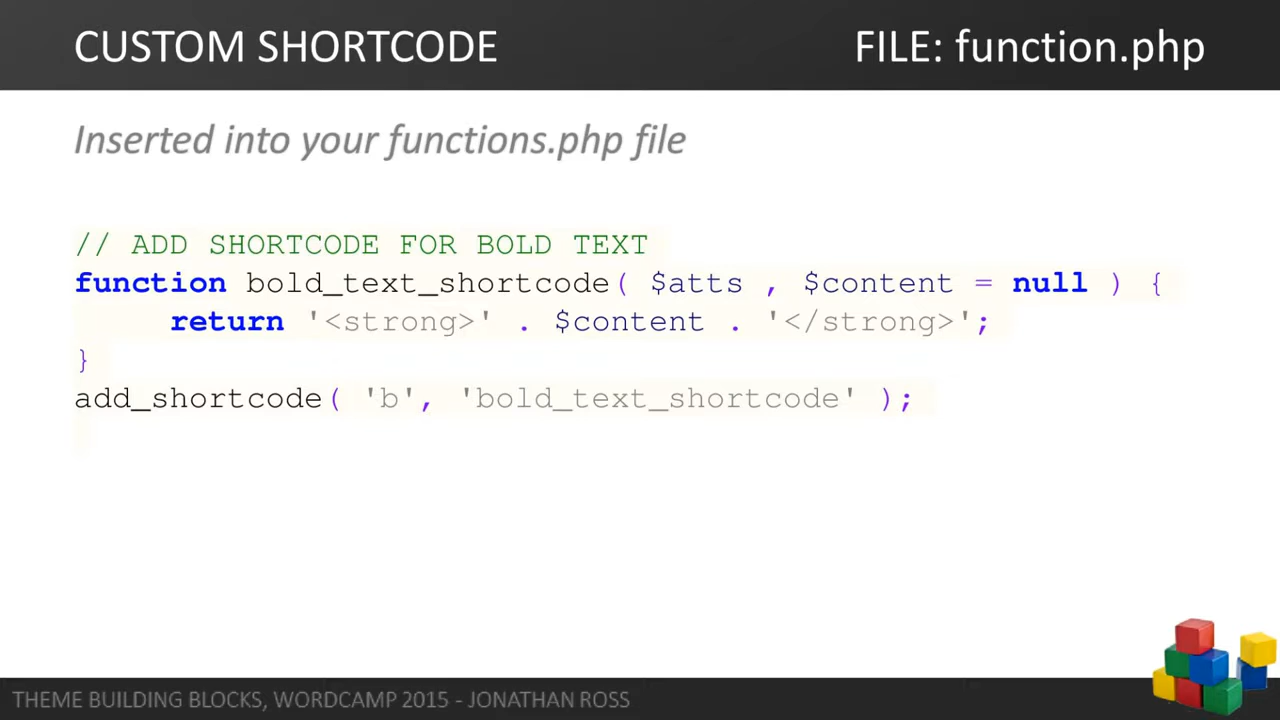 CUSTOM SHORTCODE
FILE: function.php
Inserted into your functions.php file
// ADD SHORTCODE FOR BOLD TEXT
function bold_text_shortcode( $atts , $content = null ) {
return '<strong>' . $content . '</strong>';
}
add_shortcode( 'b', 'bold_text_shortcode' );
THEME BUILDING BLOCKS, WORDCAMP 2015 - JONATHAN ROSS